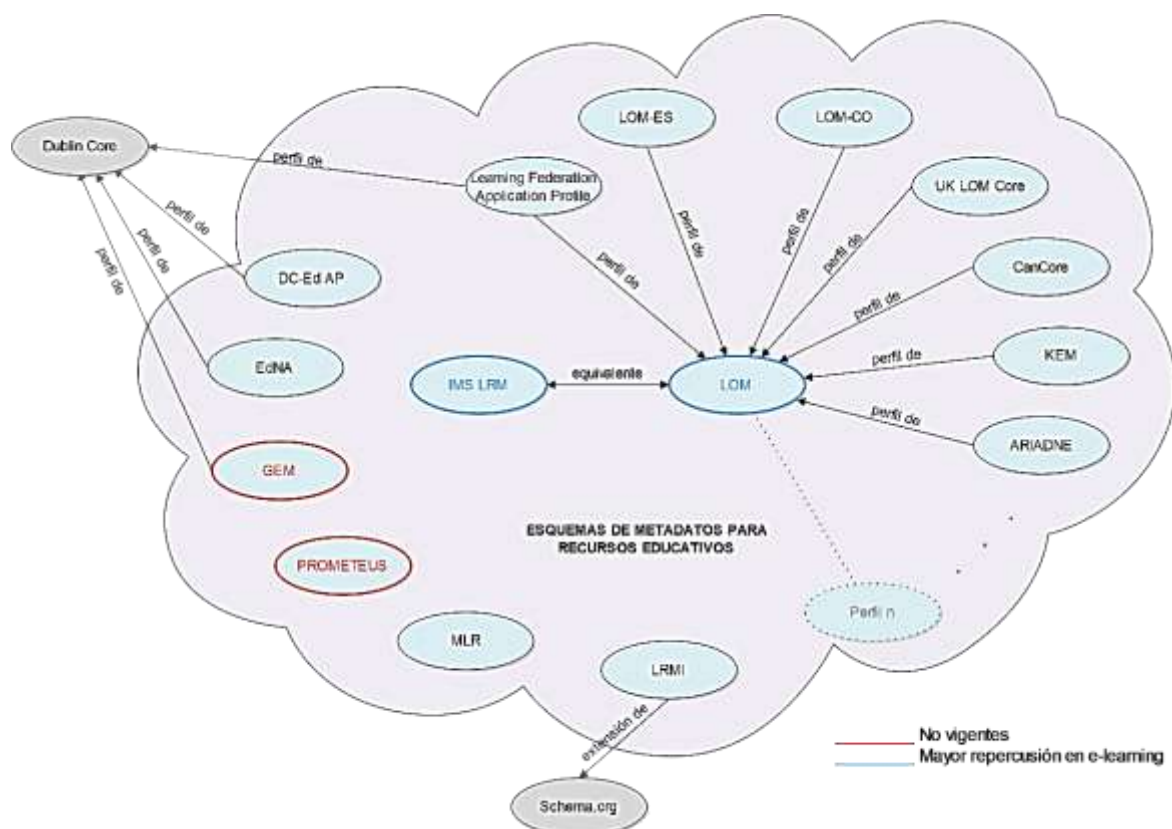 LOM-ES
LOM-CO
Dublin Core
perfil de
Learning Federation
Application Profile
UK LOM Core
perfil de
perfil de
perfil de
perfil de
perfil de
perfil de
perfil de
DC-Ed AP
CanCore
perfil de
EdNA
IMS LRM
equivalente
LOM
perfil de
KEM
perfil de
ARIADNE
GEM
ESQUEMAS DE METADATOS PARA
RECURSOS EDUCATIVOS
PROMETEUS
Perfil n
MLR
LRMI
extensión de
No vigentes
Mayor repercusión en e-learning
Schema.org